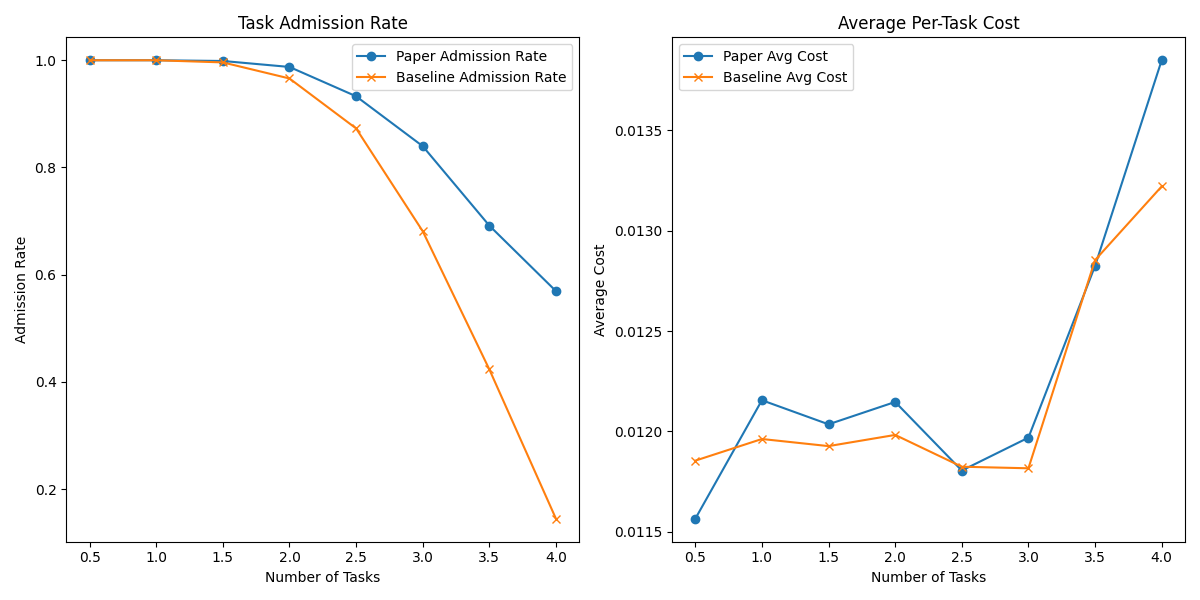 Task Admission Rate
Paper Admission Rate
Baseline Admission Rate
Admission Rate
1.0
0.8
0.6
0.4
0.2
0.5 1.0 1.5 2.0 2.5 3.0 3.5 4.0
Number of Tasks
Average Per-Task Cost
Paper Avg Cost
Baseline Avg Cost
Average Cost
0.0135
0.0130
0.0125
0.0120
0.0115
0.5 1.0 1.5 2.0 2.5 3.0 3.5 4.0
Number of Tasks